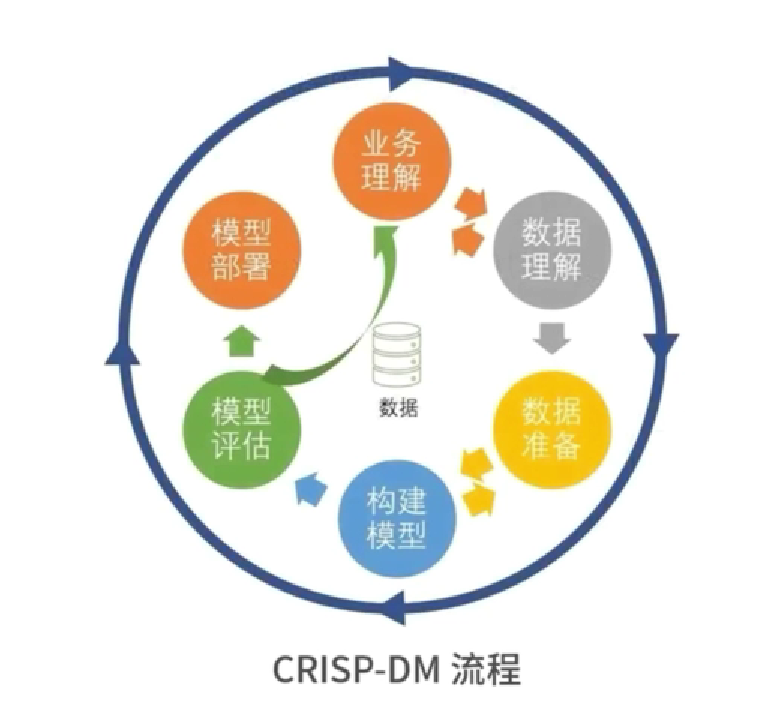 业务
理解
模型
部署
数据
理解
数据
模型
评估
数据
准备
构建
模型
CRISP-DM 流程